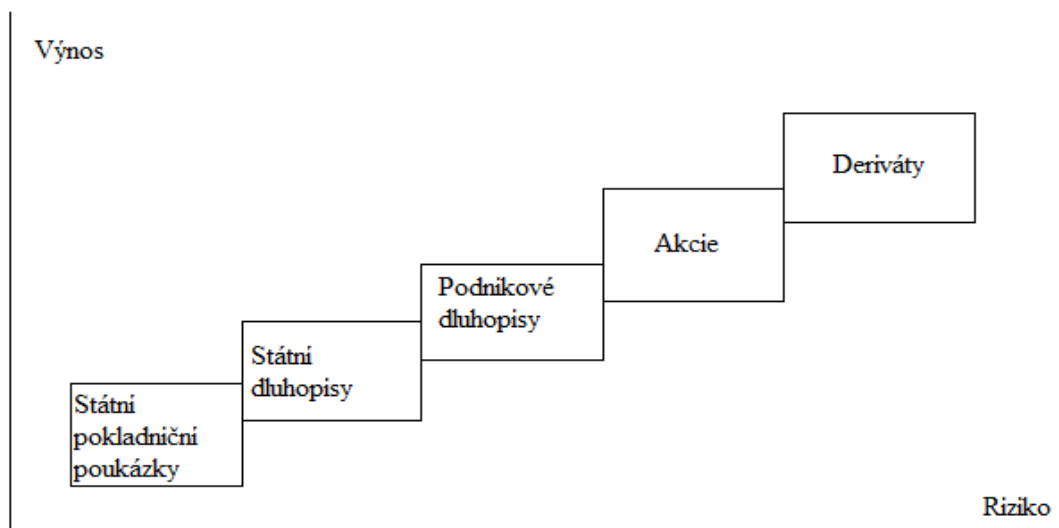 Výnos
Deriváty
Akcie
Podnikové
dluhopisy
Státní
dluhopisy
Státní
pokladniční
poukázky
Riziko